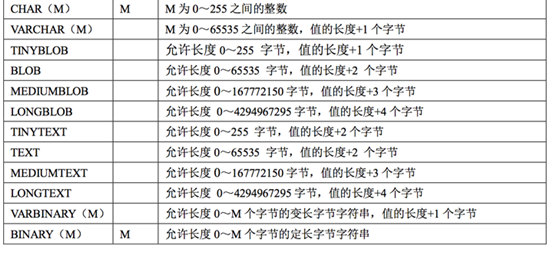 CHAR（M） M M 为 0～255 之间的整数
VARCHAR（M） M 为 0～65535 之间的整数，值的长度+1 个字节
TINYBLOB 允许长度 0～255 字节，值的长度+1 个字节
BLOB 允许长度 0～65535 字节，值的长度+2 个字节
MEDIUMBLOB 允许长度 0～167772150 字节，值的长度+3 个字节
LONGBLOB 允许长度 0～4294967295 字节，值的长度+4 个字节
TINYTEXT 允许长度 0～255 字节，值的长度+2 个字节
TEXT 允许长度 0～65535 字节，值的长度+2 个字节
MEDIUMTEXT 允许长度 0～167772150 字节，值的长度+3 个字节
LONGTEXT 允许长度 0～4294967295 字节，值的长度+4 个字节
VARBINARY（M） 允许长度 0～M 个字节的变长字节字符串，值的长度+1 个字节
BINARY（M） M 允许长度 0～M 个字节的定长字节字符串